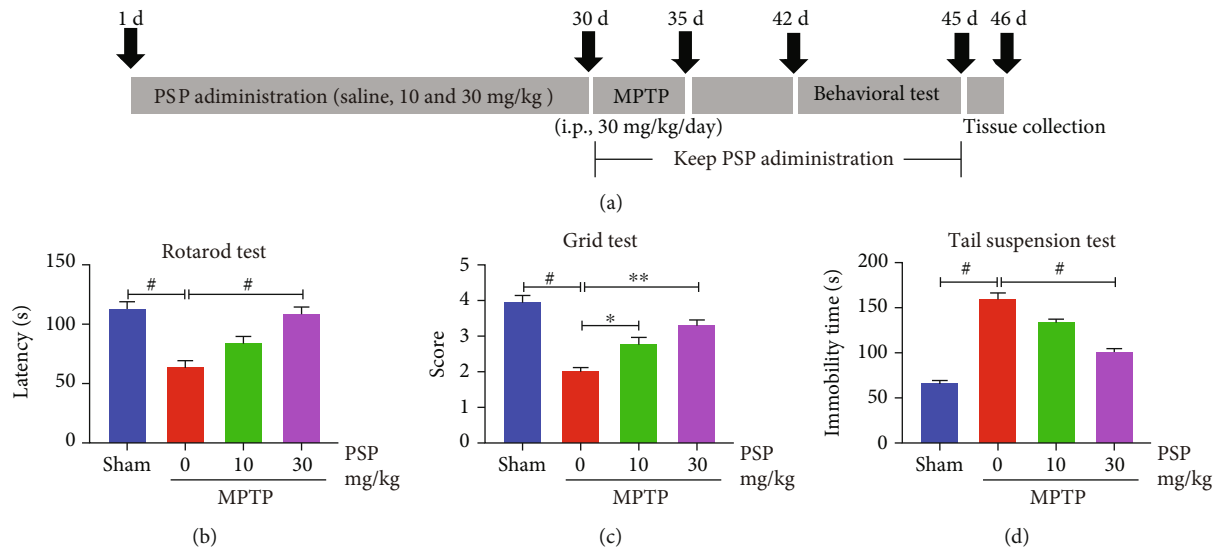 1 d 30 d 35 d 42 d 45 d 46 d
PSP adiministration (saline, 10 and 30 mg/kg ) MPTP Behavioral test
(i.p., 30 mg/kg/day) Tissue collection
Keep PSP adiministration
(a)
Rotarod test
Latency (s)
150
100
50
0
# #
Sham 0 10 30 PSP
mg/kg
MPTP
(b)
Grid test
Score
5
4
3
2
1
0
# **
*
Sham 0 10 30 PSP
mg/kg
MPTP
(c)
Tail suspension test
Immobility time (s)
200
150
100
50
0
# #
Sham 0 10 30 PSP
mg/kg
MPTP
(d)